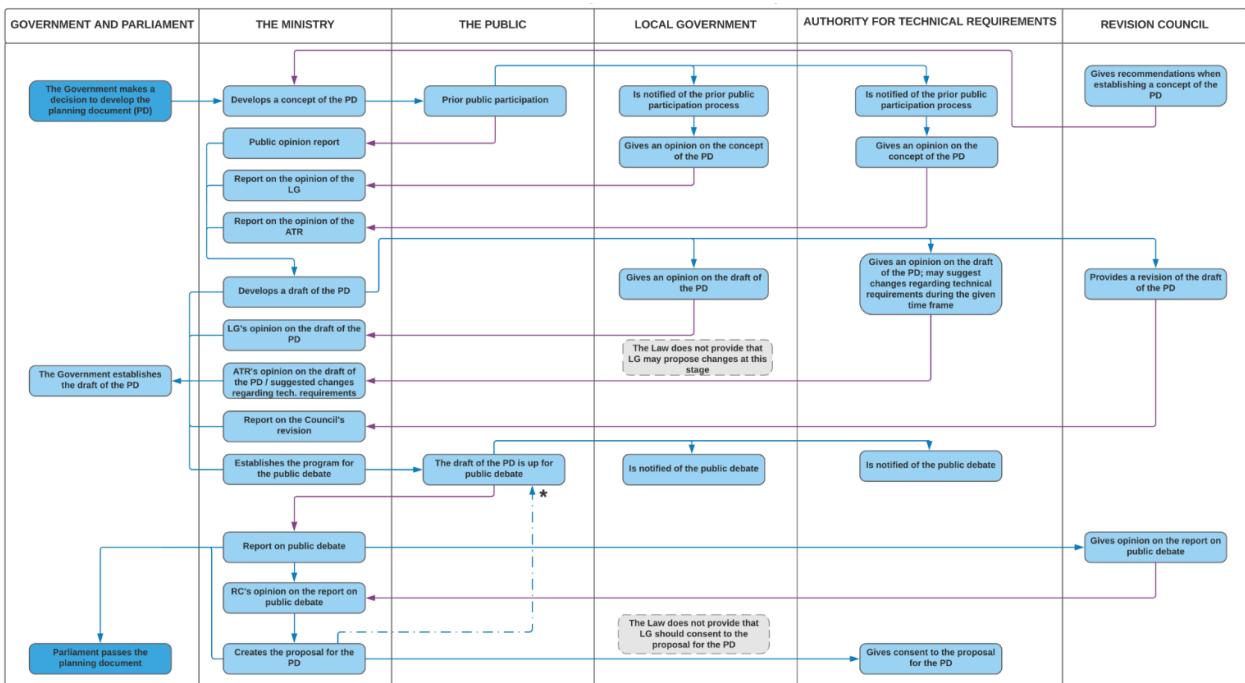 GOVERNMENT AND PARLIAMENT
THE MINISTRY
THE PUBLIC
LOCAL GOVERNMENT
AUTHORITY FOR TECHNICAL REQUIREMENTS
REVISION COUNCIL
The Government makes a
decision to develop the
planning document (PD)
Develops a concept of the PD
Prior public participation
Is notified of the prior public
participation process
Is notified of the prior public
participation process
Gives recommendations when
establishing a concept of the
PD
Public opinion report
Gives an opinion on the concept
of the PD
Gives an opinion on the
concept of the PD
Report on the opinion of the
LG
Report on the opinion of the
ATR
Develops a draft of the PD
Gives an opinion on the draft of
the PD
Gives an opinion on the draft
of the PD; may suggest
changes regarding technical
requirements during the given
time frame
Provides a revision of the draft
of the PD
LG's opinion on the draft of the
PD
The Law does not provide that
LG may propose changes at this
stage
The Government establishes
the draft of the PD
ATR's opinion on the draft of
the PD / suggested changes
regarding tech. requirements
Report on the Council's
revision
Establishes the program for
the public debate
The draft of the PD is up for
public debate
Is notified of the public debate
Is notified of the public debate
*
Report on public debate
Gives opinion on the report on
public debate
RC's opinion on the report on
public debate
The Law does not provide that
LG should consent to the
proposal for the PD
Parliament passes the
planning document
Creates the proposal for the
PD
Gives consent to the proposal
for the PD